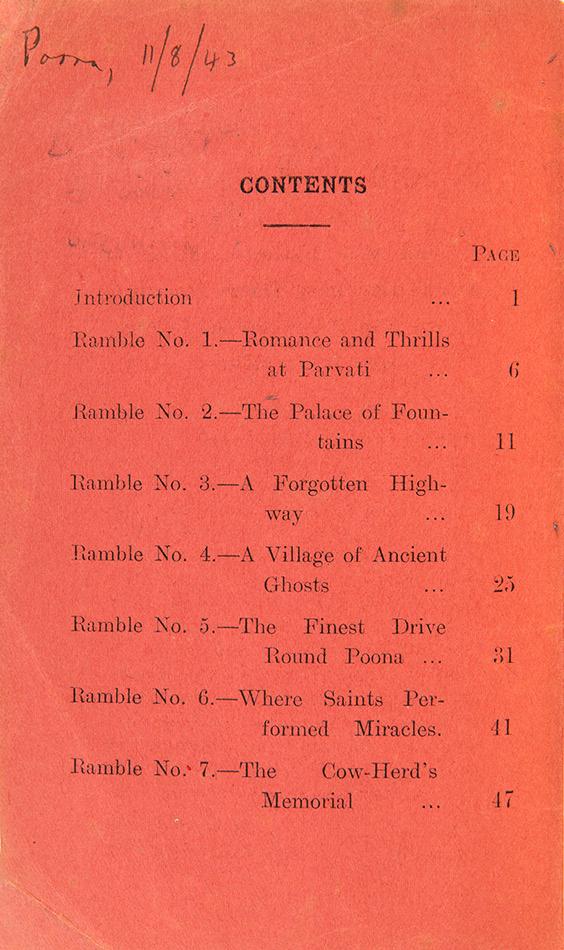 Poona, 11/8/43
CONTENTS
PAGE
Introduction ... 1
Ramble No. 1.—Romance and Thrills
at Parvati ... 6
Ramble No. 2.—The Palace of Foun-
tains ... 11
Ramble No. 3.—A Forgotten High-
way ... 19
Ramble No. 4.—A Village of Ancient
Ghosts ... 25
Ramble No. 5.—The Finest Drive
Round Poona ... 31
Ramble No. 6.—Where Saints Per-
formed Miracles. 41
Ramble No. 7.—The Cow-Herd's
Memorial ... 47